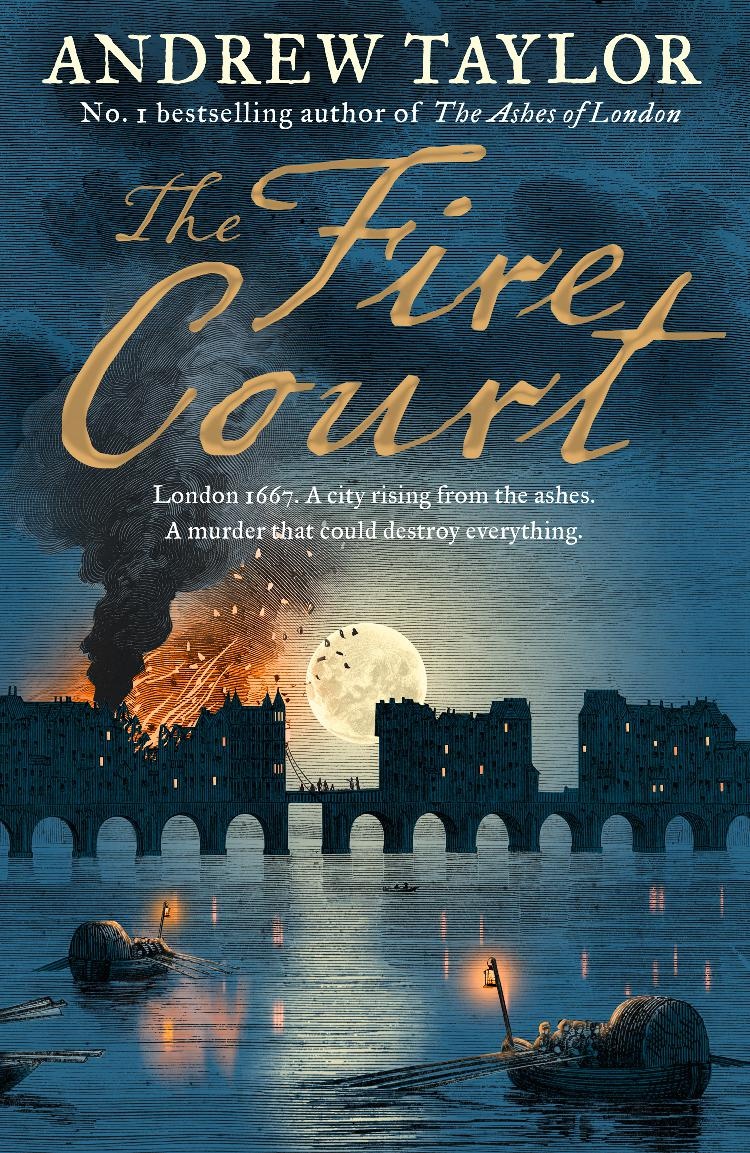 ANDREW TAYLOR
No. 1 bestselling author of The Ashes of London
The Fire
Court
London 1667. A city rising from the ashes.
A murder that could destroy everything.